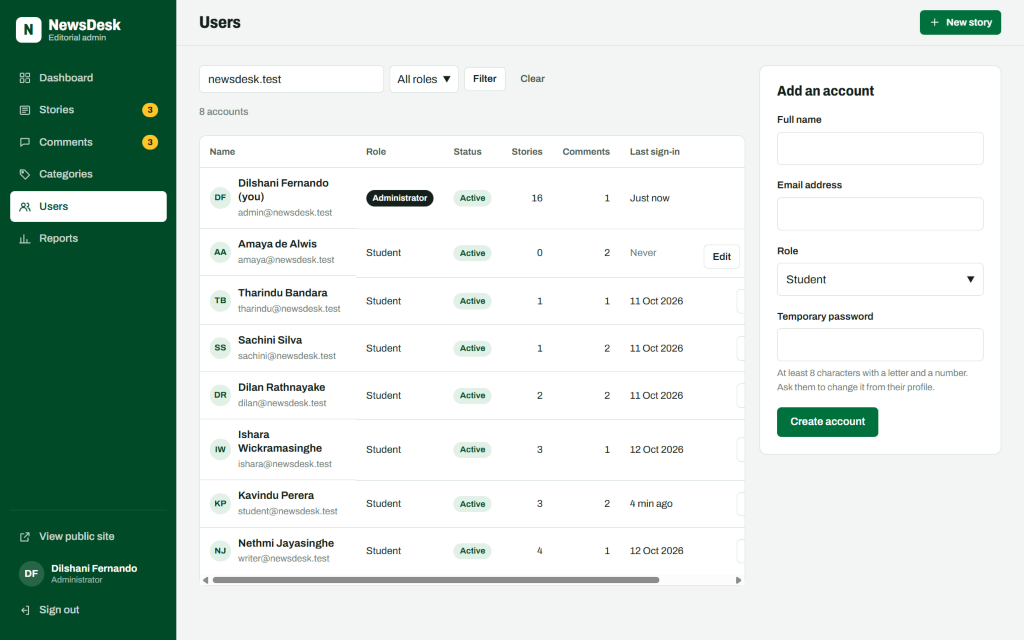 N NewsDesk
Editorial admin
Dashboard
Stories 3
Comments 3
Categories
Users
Reports
View public site
DF Dilshani Fernando
Administrator
Sign out
Users
+ New story
newsdesk.test All roles Filter Clear
8 accounts
Name Role Status Stories Comments Last sign-in
DF Dilshani Fernando
(you)
admin@newsdesk.test
Administrator Active 16 1 Just now
AA Amaya de Alwis
amaya@newsdesk.test
Student Active 0 2 Never Edit
TB Tharindu Bandara
tharindu@newsdesk.test
Student Active 1 1 11 Oct 2026
SS Sachini Silva
sachini@newsdesk.test
Student Active 1 2 11 Oct 2026
DR Dilan Rathnayake
dilan@newsdesk.test
Student Active 2 2 11 Oct 2026
IW Ishara
Wickramasinghe
ishara@newsdesk.test
Student Active 3 1 12 Oct 2026
KP Kavindu Perera
student@newsdesk.test
Student Active 3 2 4 min ago
NJ Nethmi Jayasinghe
writer@newsdesk.test
Student Active 4 1 12 Oct 2026
Add an account
Full name
Email address
Role
Student
Temporary password
At least 8 characters with a letter and a number.
Ask them to change it from their profile.
Create account